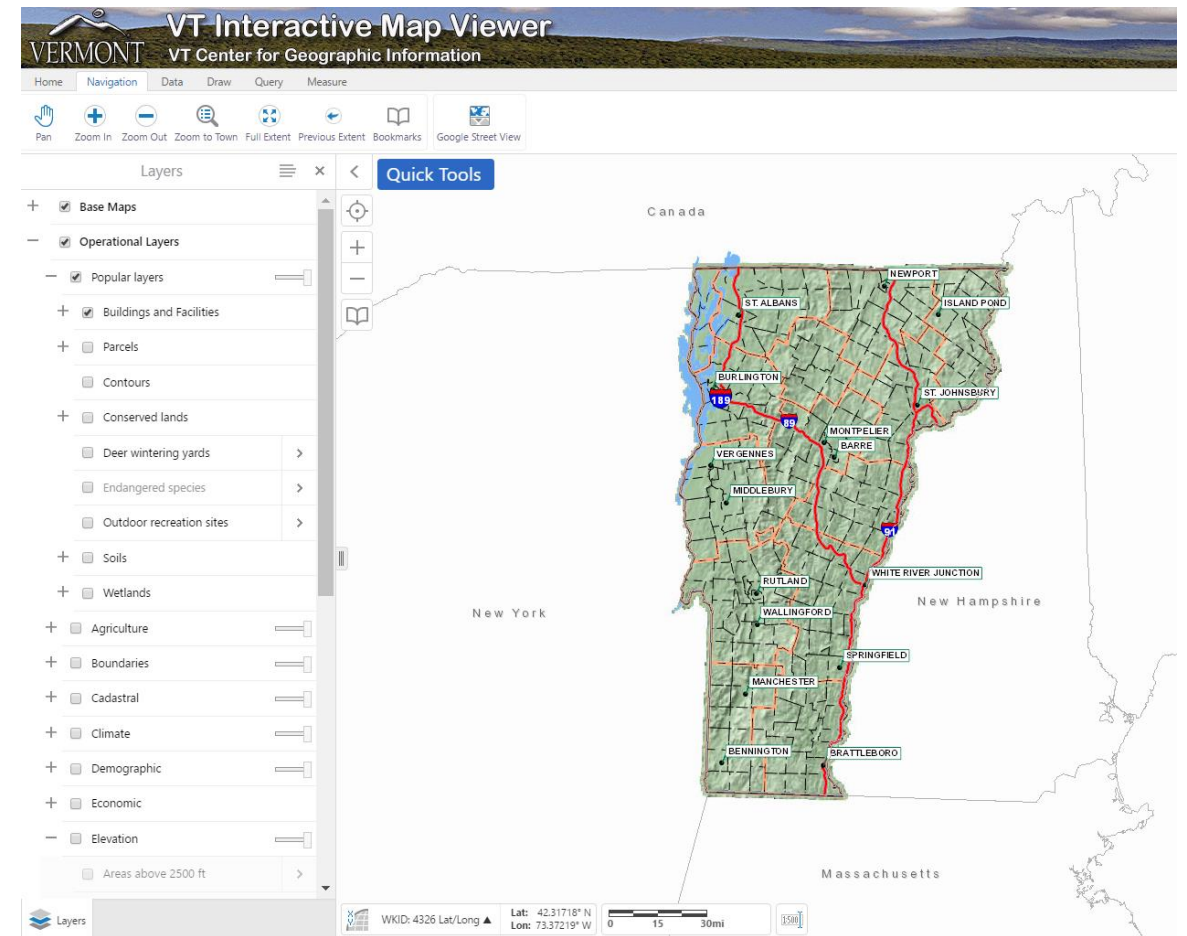 VT Interactive Map Viewer
VERMONT VT Center for Geographic Information
Home Navigation Data Draw Query Measure
Pan Zoom In Zoom Out Zoom to Town Full Extent Previous Extent Bookmarks Google Street View
Layers
Quick Tools
Base Maps
Operational Layers
Popular layers
Buildings and Facilities
Parcels
Contours
Conserved lands
Deer wintering yards
Endangered species
Outdoor recreation sites
Soils
Wetlands
Agriculture
Boundaries
Cadastral
Climate
Demographic
Economic
Elevation
Areas above 2500 ft
Layers
Canada
NEWPORT
ST. ALBANS
ISLAND POND
BURLINGTON
189
ST. JOHNSBURY
89
MONTPELIER
BARRE
VERGENNES
MIDDLEBURY
91
WHITE RIVER JUNCTION
RUTLAND
New York
New Hampshire
WALLINGFORD
SPRINGFIELD
MANCHESTER
BENNINGTON
BRATTLEBORO
Massachusetts
WKID: 4326 Lat/Long
Lat: 42.31718° N
Lon: 73.37219° W
0 15 30mi
1:500